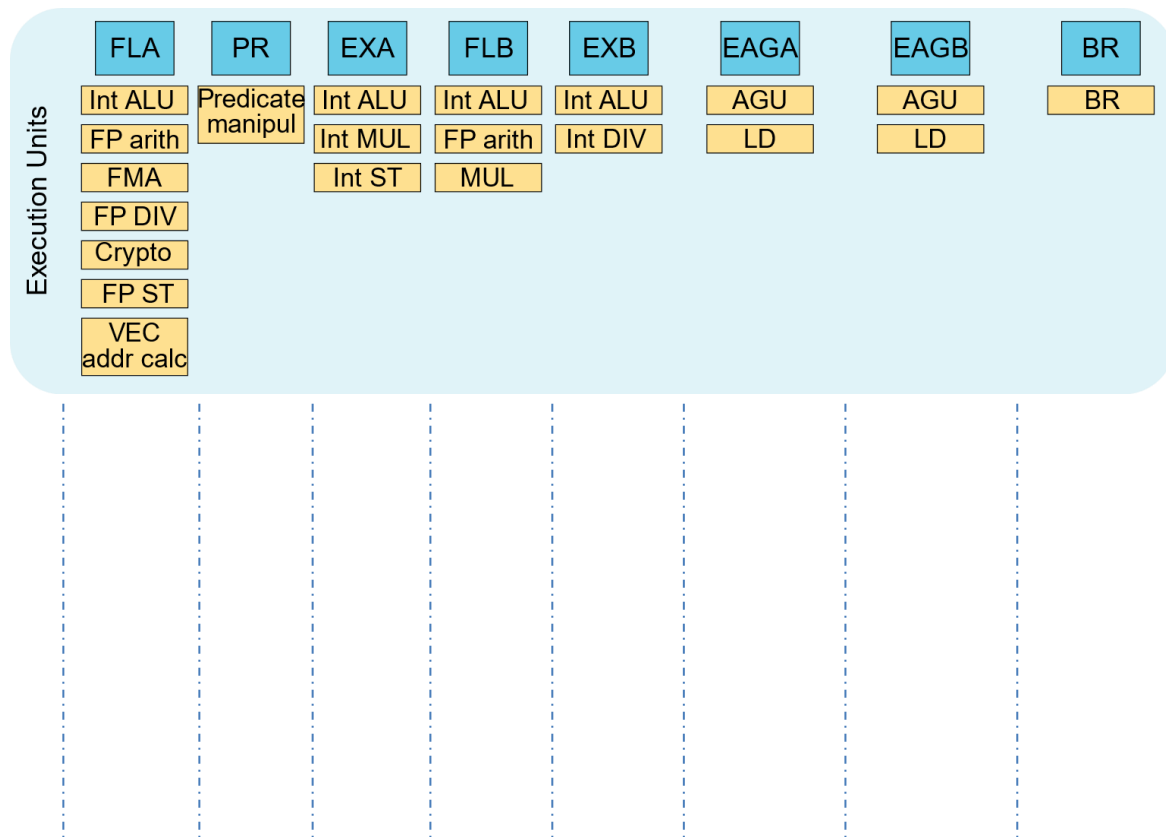 Execution Units
FLA
Int ALU
FP arith
FMA
FP DIV
Crypto
FP ST
VEC
addr calc
PR
Predicate
manipul
EXA
Int ALU
Int MUL
Int ST
FLB
Int ALU
FP arith
MUL
EXB
Int ALU
Int DIV
EAGA
AGU
LD
EAGB
AGU
LD
BR
BR